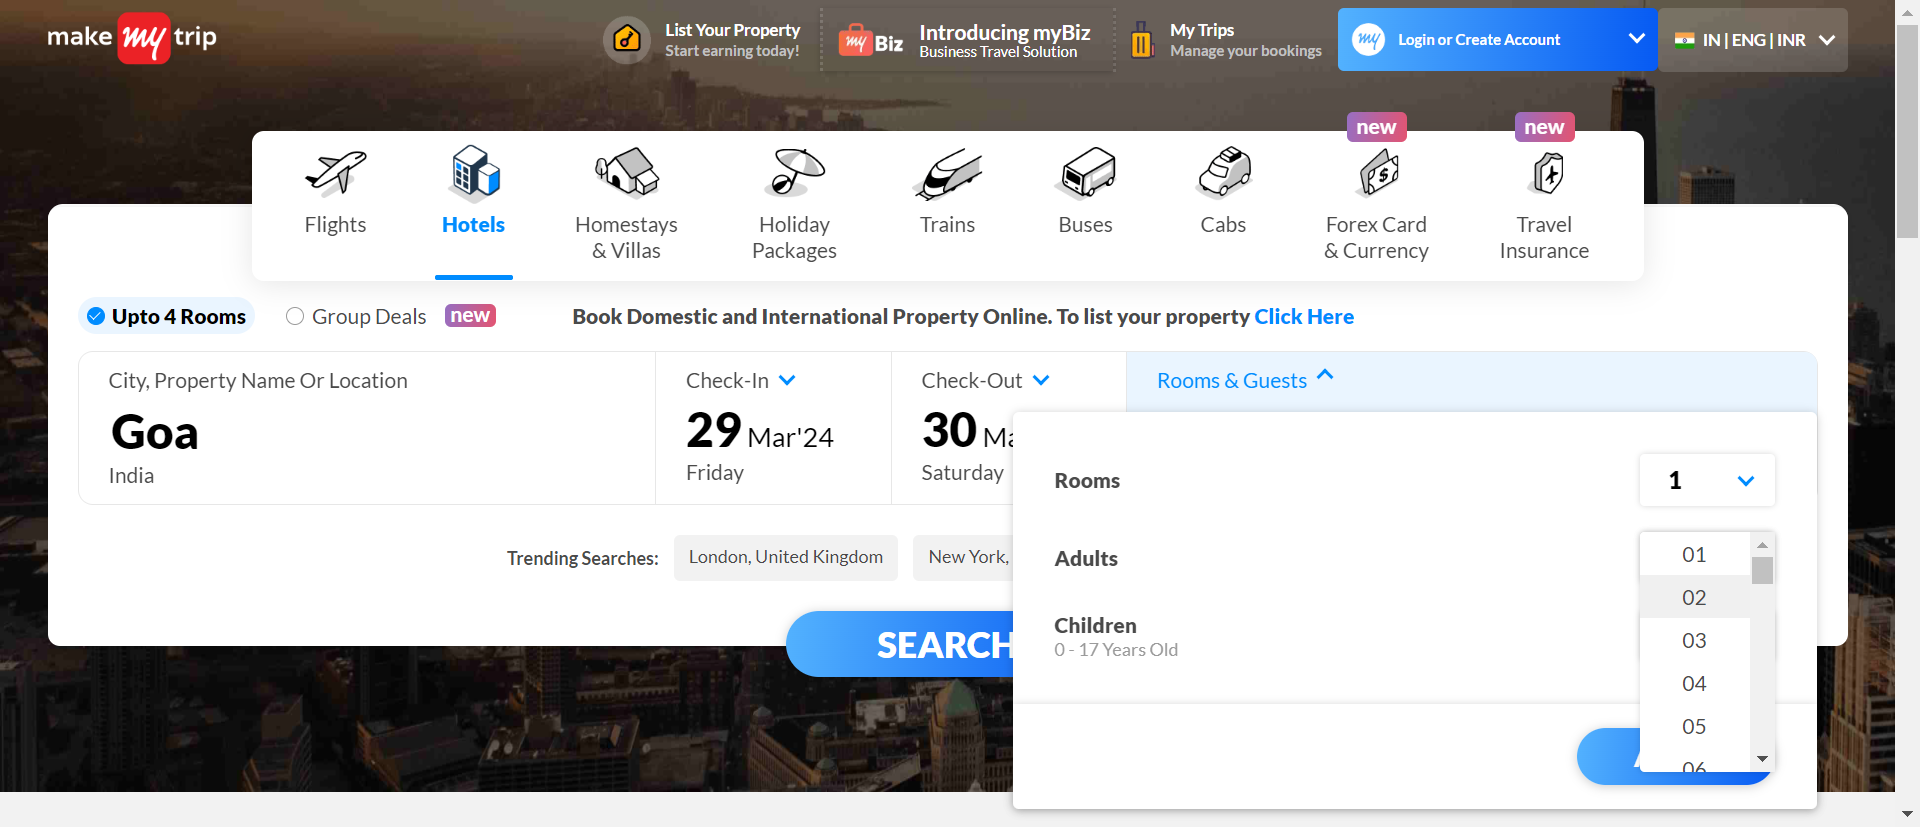 make my trip
List Your Property
Start earning today!
my Biz
Introducing myBiz
Business Travel Solution
My Trips
Manage your bookings
my
Login or Create Account
IN | ENG | INR
new
new
Flights
Hotels
Homestays
& Villas
Holiday
Packages
Trains
Buses
Cabs
Forex Card
& Currency
Travel
Insurance
Upto 4 Rooms
Group Deals
new
Book Domestic and International Property Online. To list your property Click Here
City, Property Name Or Location
Goa
India
Check-In
29 Mar'24
Friday
Check-Out
30
Saturday
Rooms & Guests
Rooms
1
Adults
01
02
03
04
05
06
Children
0 - 17 Years Old
Trending Searches:
London, United Kingdom
New York,
SEARCH